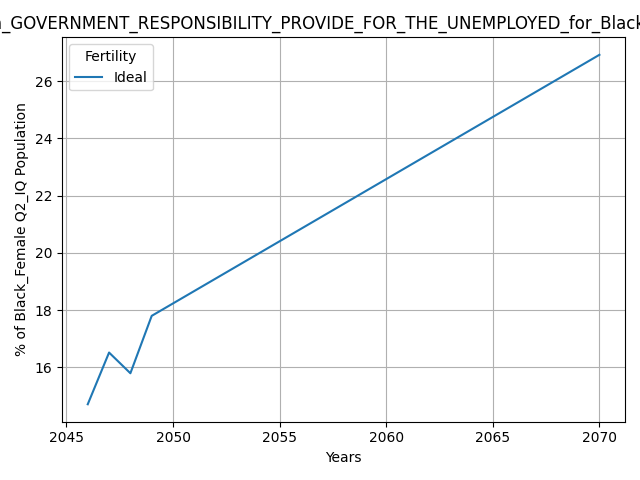 GOVERNMENT_RESPONSIBILITY_PROVIDE_FOR_THE_UNEMPLOYED_for_Black
Fertility
Ideal
% of Black_Female Q2_IQ Population
26
24
22
20
18
16
2045 2050 2055 2060 2065 2070
Years